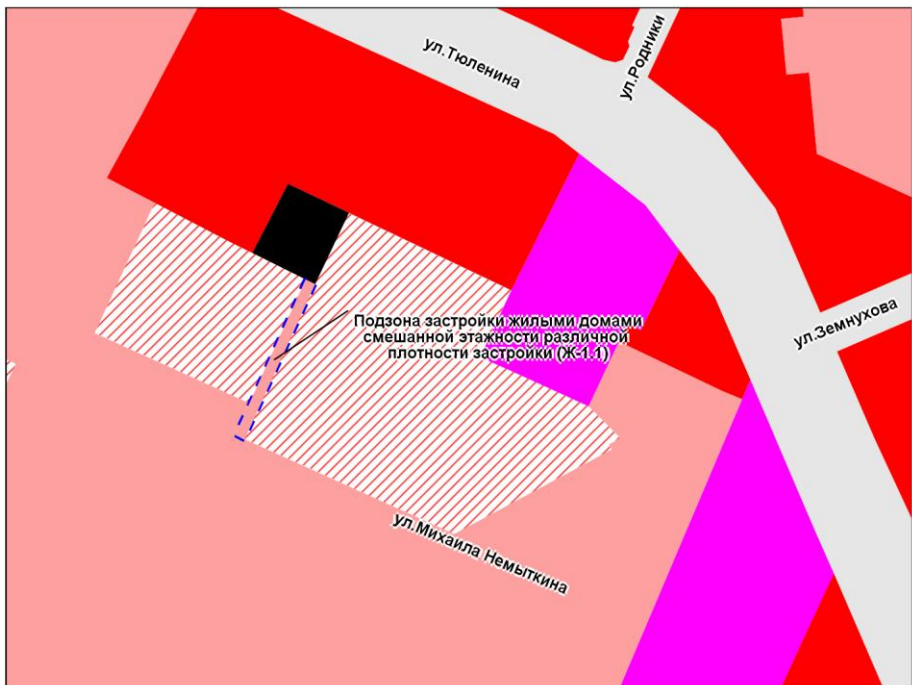 ул.Тюленина
ул.Родники
ул.Земнухова
Подзона застройки жилыми домами
смешанной этажности различной
плотности застройки (Ж-1.1)
ул.Михаила Немыткина